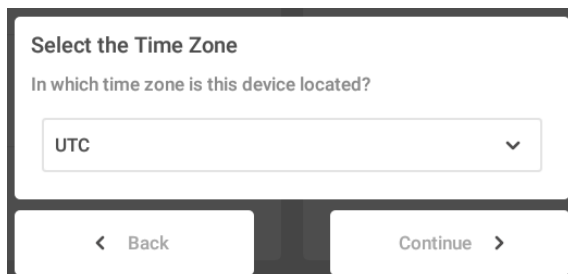 Select the Time Zone
In which time zone is this device located?
UTC
Back
Continue